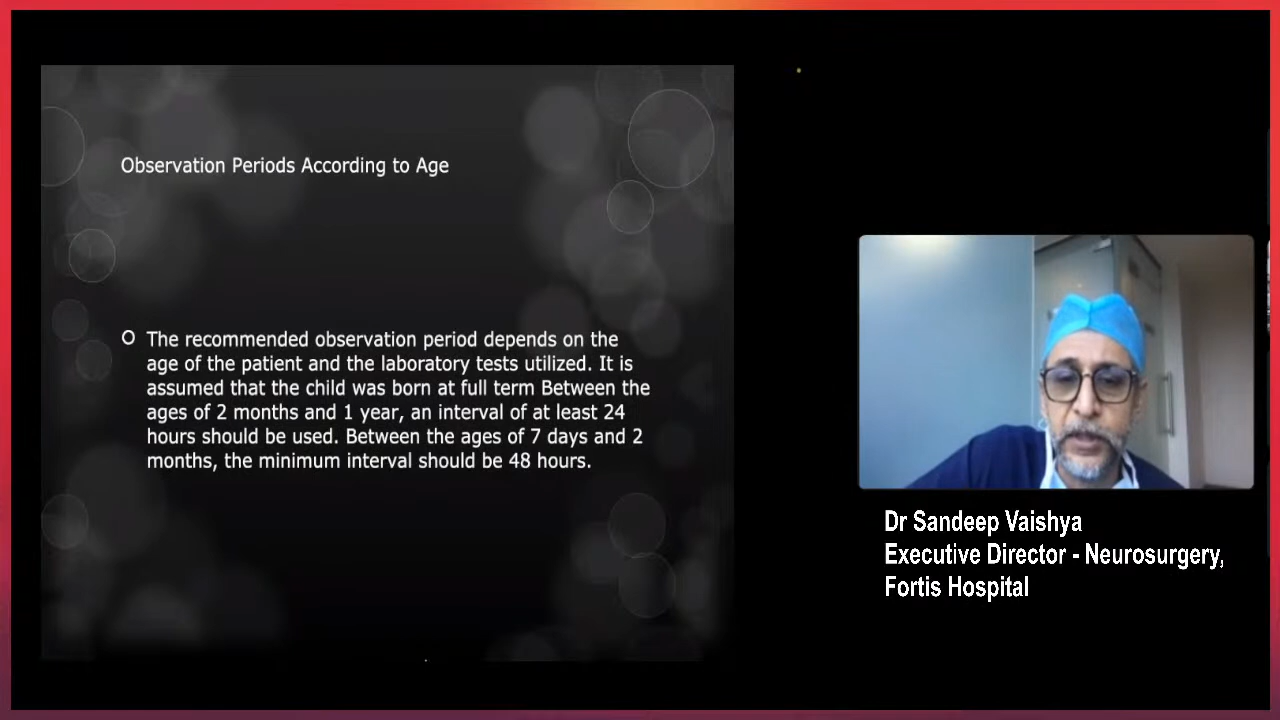 Observation Periods According to Age
The recommended observation period depends on the
age of the patient and the laboratory tests utilized. It is
assumed that the child was born at full term Between the
ages of 2 months and 1 year, an interval of at least 24
hours should be used. Between the ages of 7 days and 2
months, the minimum interval should be 48 hours.
Dr Sandeep Vaishya
Executive Director - Neurosurgery,
Fortis Hospital